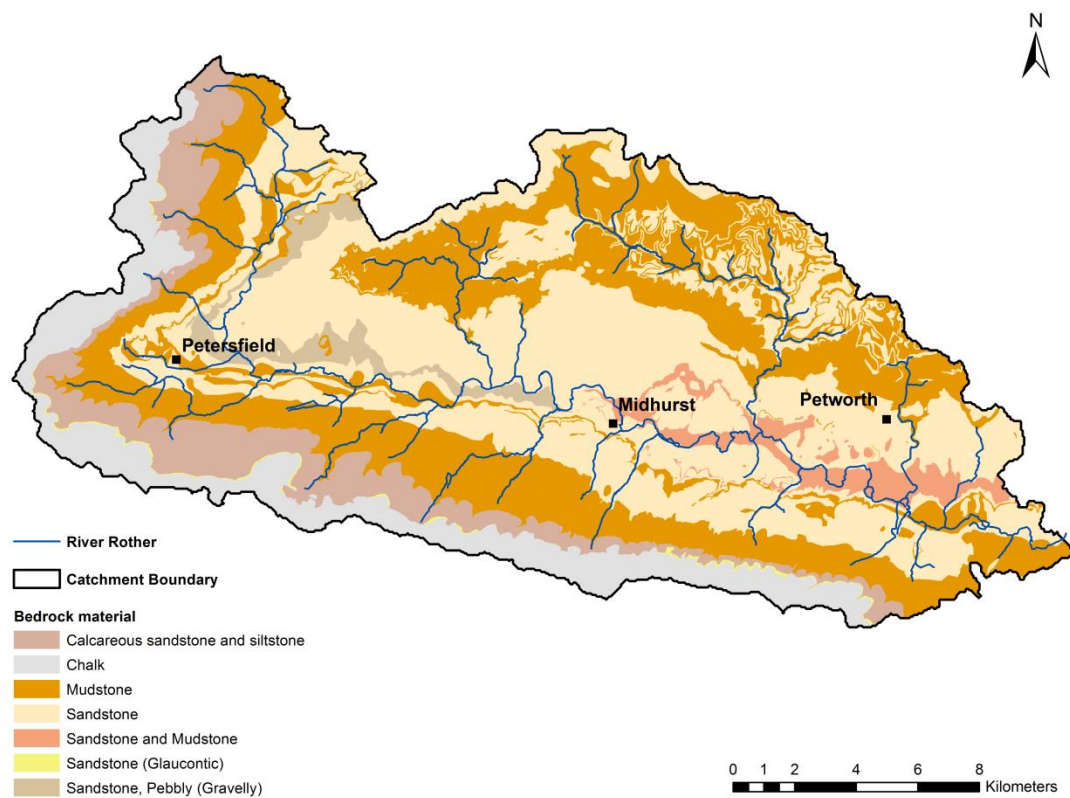 N
Petersfield
Midhurst
Petworth
River Rother
Catchment Boundary
Bedrock material
Calcareous sandstone and siltstone
Chalk
Mudstone
Sandstone
Sandstone and Mudstone
Sandstone (Glaucontic)
Sandstone, Pebbly (Gravelly)
0 1 2 4 6 8
Kilometers